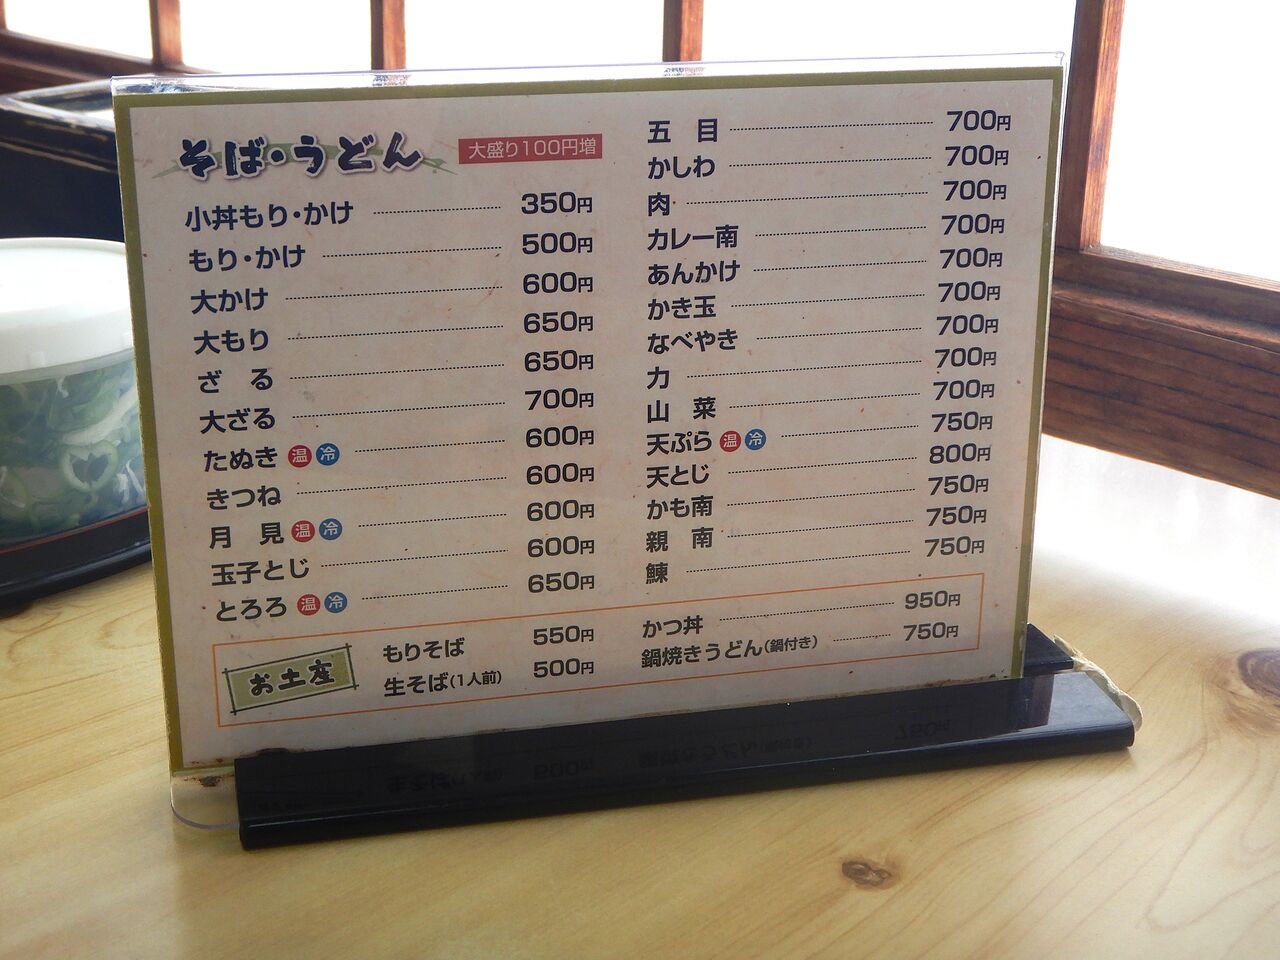 そば・うどん 大盛り100円増
小丼もり・かけ 350円
もり・かけ 500円
大かけ 600円
大もり 650円
ざる 650円
大ざる 700円
たぬき 温 冷 600円
きつね 600円
月見 温 冷 600円
玉子とじ 600円
とろろ 温 冷 650円
五目 700円
かしわ 700円
肉 700円
カレー南 700円
あんかけ 700円
かき玉 700円
なべやき 700円
力 700円
山菜 700円
天ぷら 温 冷 750円
天とじ 800円
かも南 750円
親南 750円
鰊 750円
お土産
もりそば 550円
生そば(1人前) 500円
かつ丼 950円
鍋焼きうどん(鍋付き) 750円